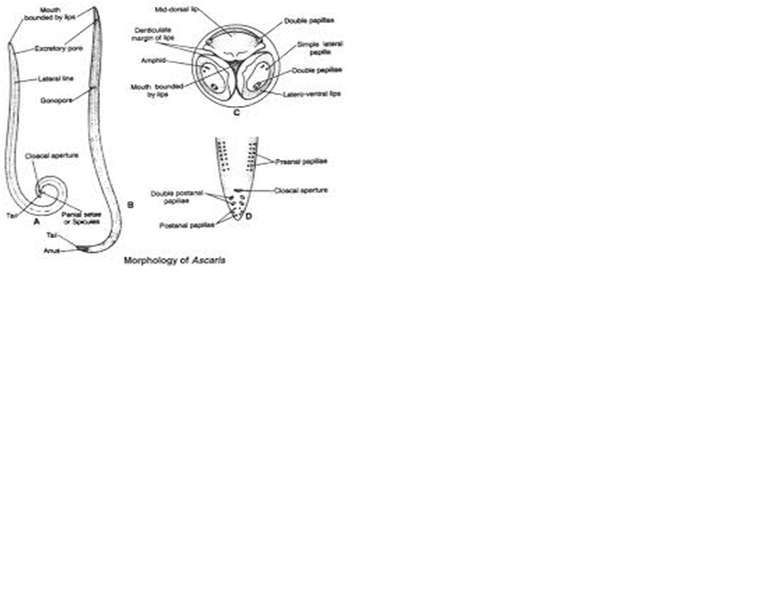 Mouth
bounded by lips
Excretory pore
Lateral line
Gonopore
Cloacal aperture
Tail
Penial setae
or Spicules
A
B
Tail
Anus
Mid-dorsal lip
Double papillae
Denticulate
margin of lips
Simple lateral
papilla
Amphid
Double papillae
Mouth bounded
by lips
Latero-ventral lips
C
Preanal papillae
Cloacal aperture
Double postanal
papillae
Postanal papillae
D
Morphology of Ascaris